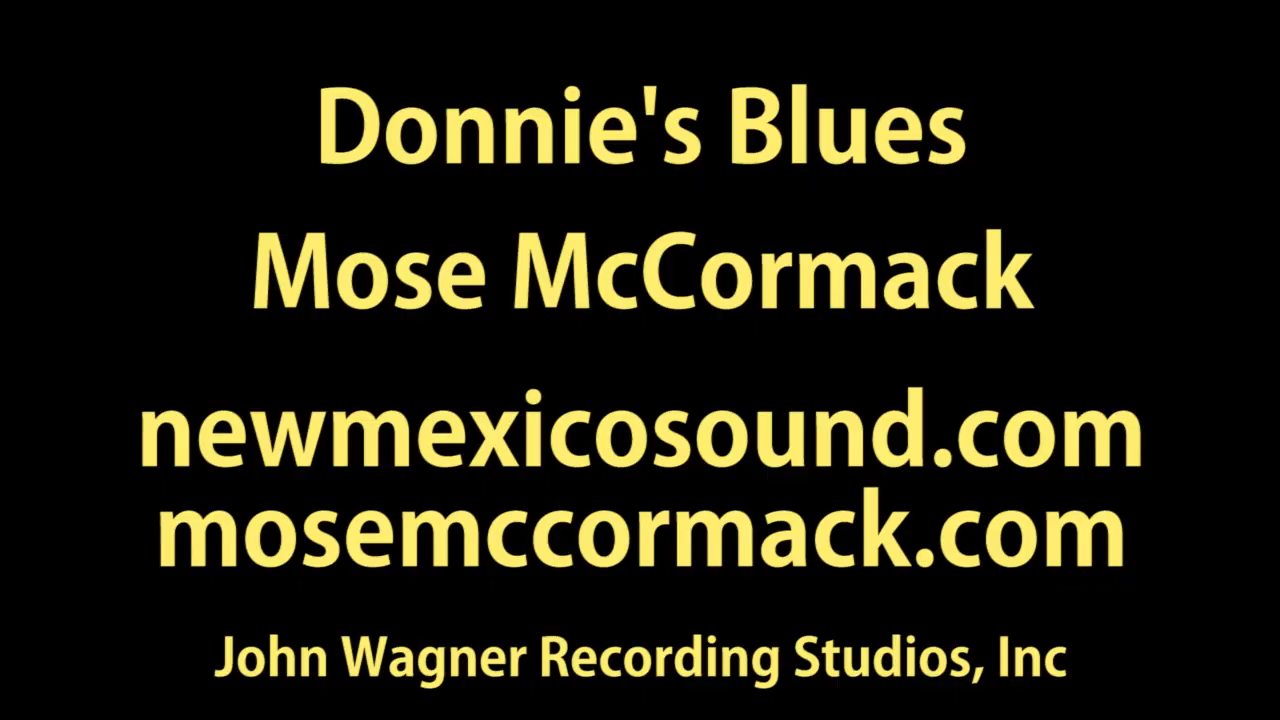 Donnie's Blues
Mose McCormack
newmexicosound.com
mosemccormack.com
John Wagner Recording Studios, Inc